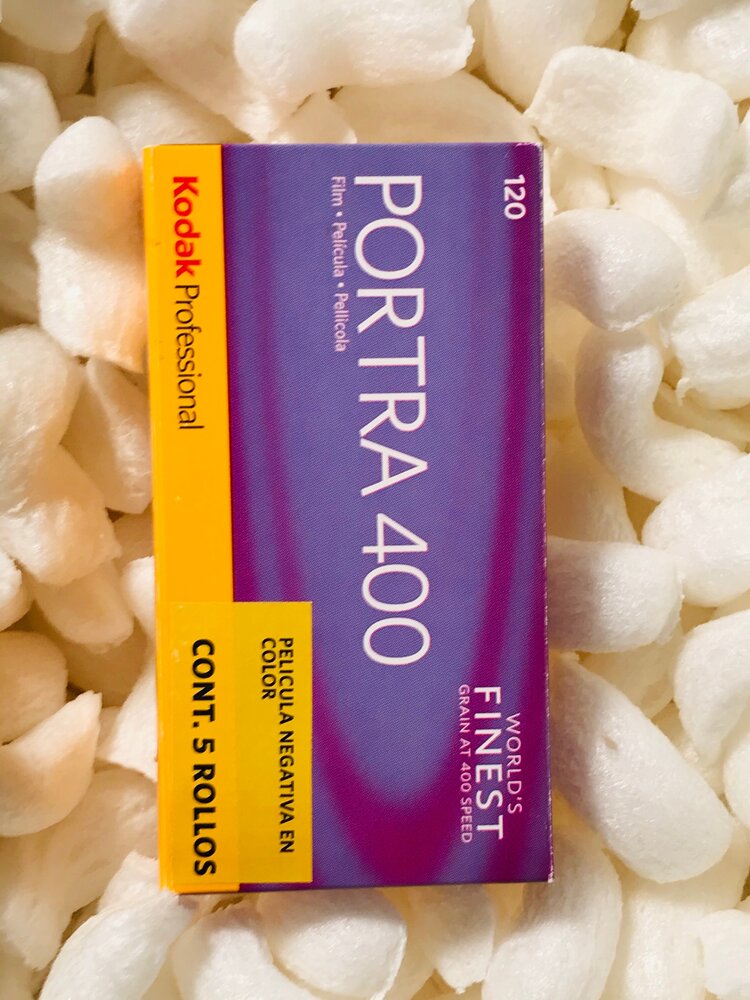 120
PORTRA 400
Film • Película • Pellicola
WORLD'S
FINEST
GRAIN AT 400 SPEED
Kodak Professional
PELICULA NEGATIVA EN
COLOR
CONT. 5 ROLLOS